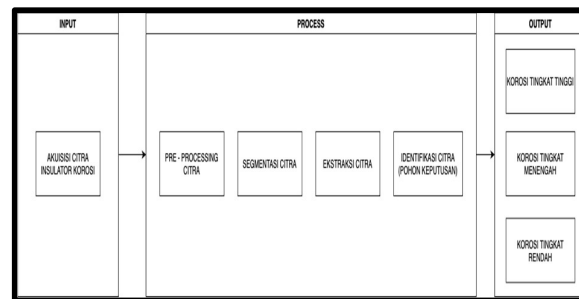 INPUT
PROCESS
OUTPUT
AKUISISI CITRA
INSULATOR KOROSI
PRE - PROCESSING
CITRA
SEGMENTASI CITRA
EKSTRAKSI CITRA
IDENTIFIKASI CITRA
(POHON KEPUTUSAN)
KOROSI TINGKAT TINGGI
KOROSI TINGKAT
MENENGAH
KOROSI TINGKAT
RENDAH